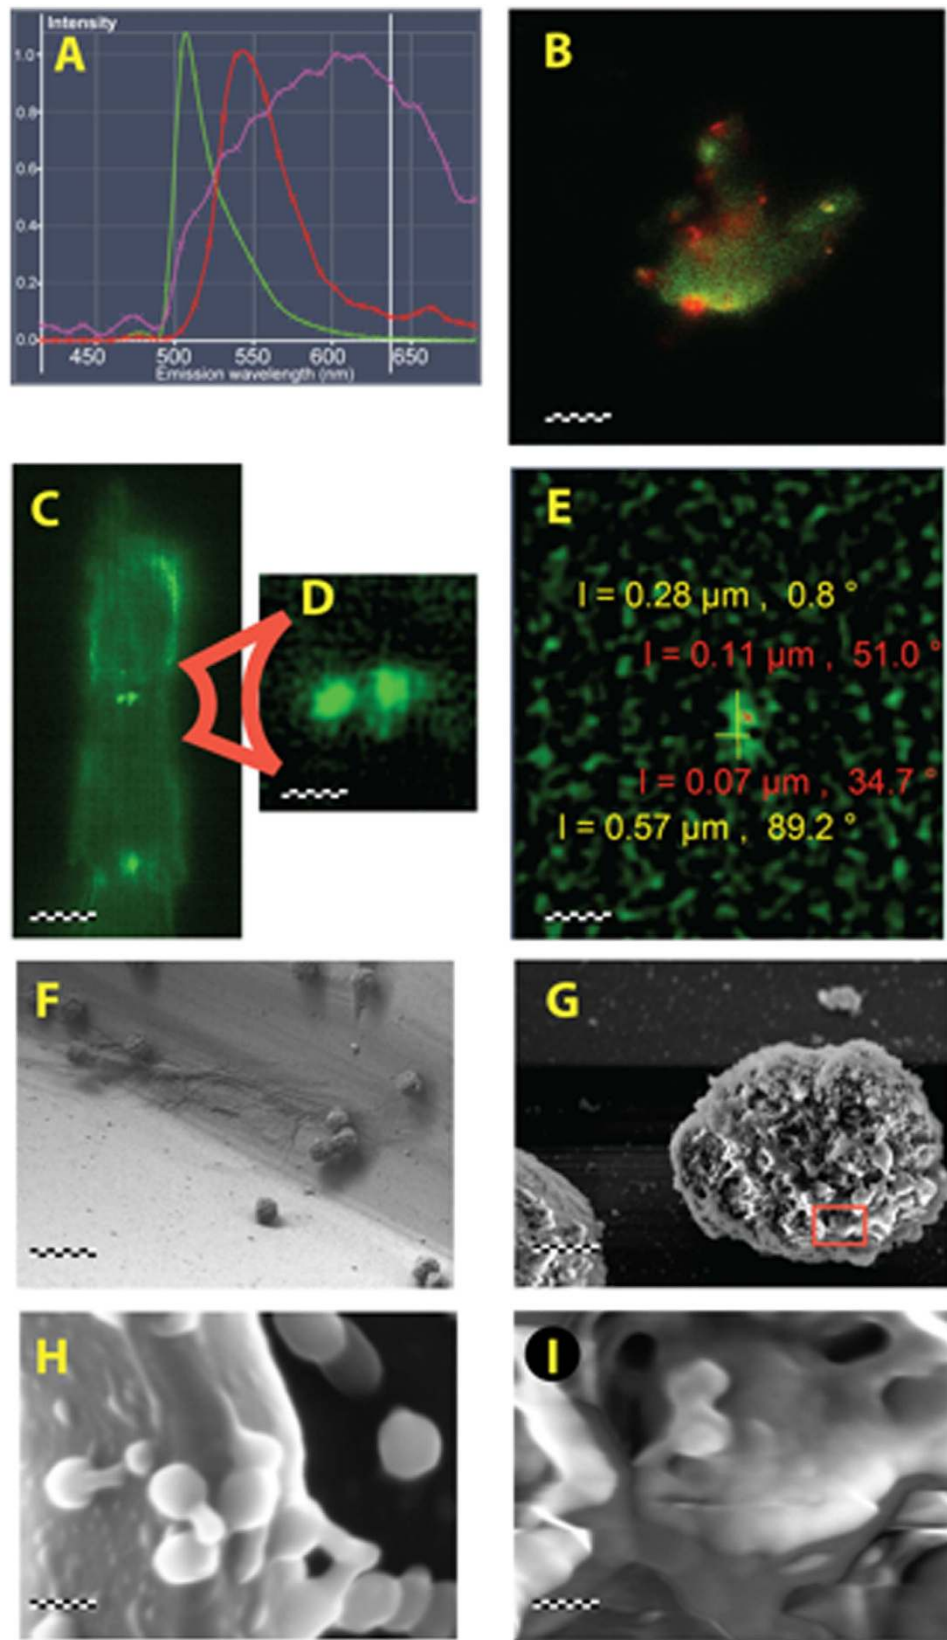 Intensity
A
1.0
0.8
0.6
0.4
0.2
0.0
450 500 550 600 650
Emission wavelength (nm)
B
C
D
E
l = 0.28 µm , 0.8 °
l = 0.11 µm , 51.0 °
l = 0.07 µm , 34.7 °
l = 0.57 µm , 89.2 °
F
G
H
I